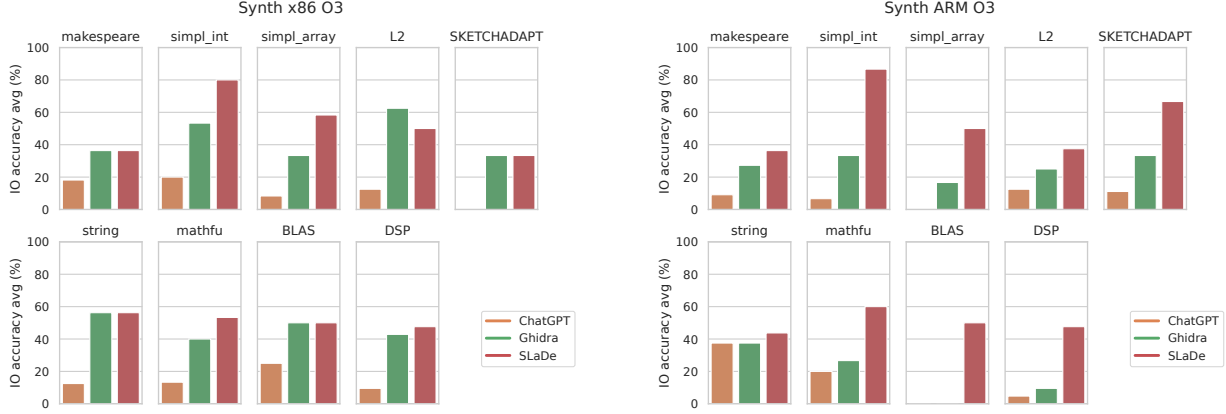 Synth x86 O3
makespeare simpl_int simpl_array L2 SKETCHADAPT
IO accuracy avg (%)
100
80
60
40
20
0
string mathfu BLAS DSP
IO accuracy avg (%)
100
80
60
40
20
0
ChatGPT
Ghidra
SLaDe
Synth ARM O3
makespeare simpl_int simpl_array L2 SKETCHADAPT
IO accuracy avg (%)
100
80
60
40
20
0
string mathfu BLAS DSP
IO accuracy avg (%)
100
80
60
40
20
0
ChatGPT
Ghidra
SLaDe